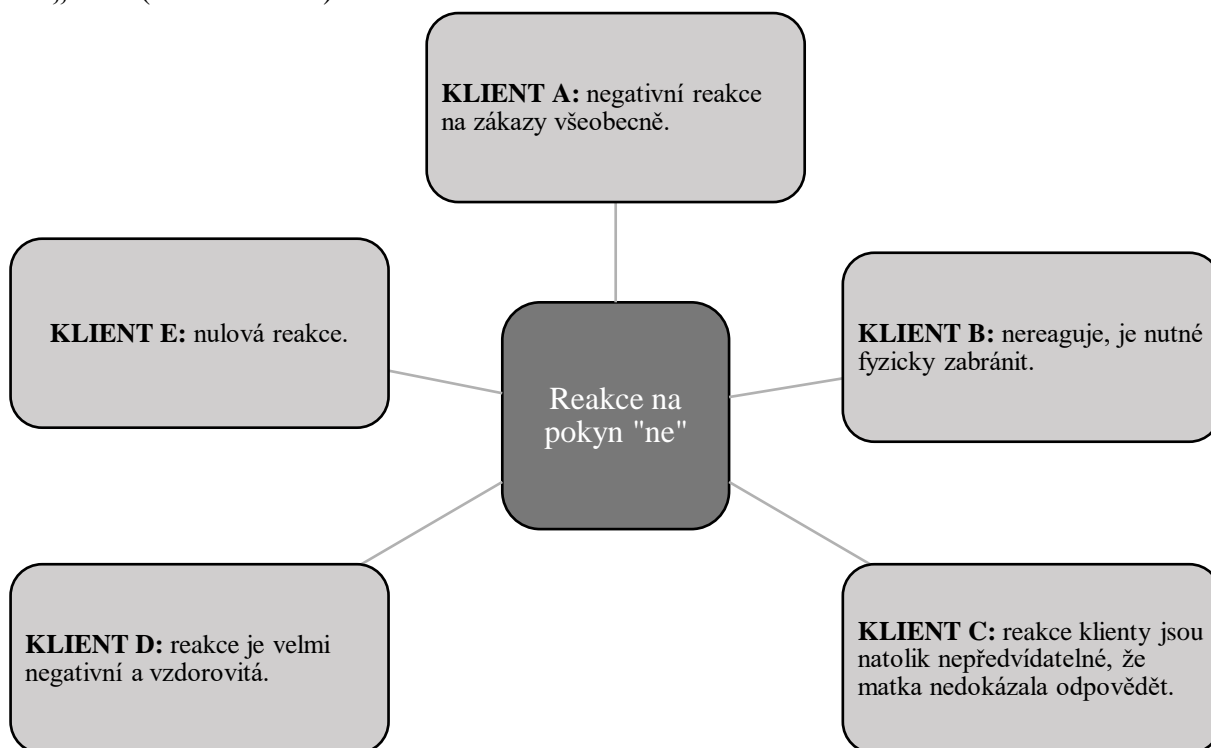 KLIENT A: negativní reakce
na zákazy všeobecně.
KLIENT E: nulová reakce.
KLIENT B: nereaguje, je nutné
fyzicky zabránit.
Reakce na
pokyn "ne"
KLIENT D: reakce je velmi
negativní a vzdorovitá.
KLIENT C: reakce klienty jsou
natolik nepředvídatelné, že
matka nedokázala odpovědět.